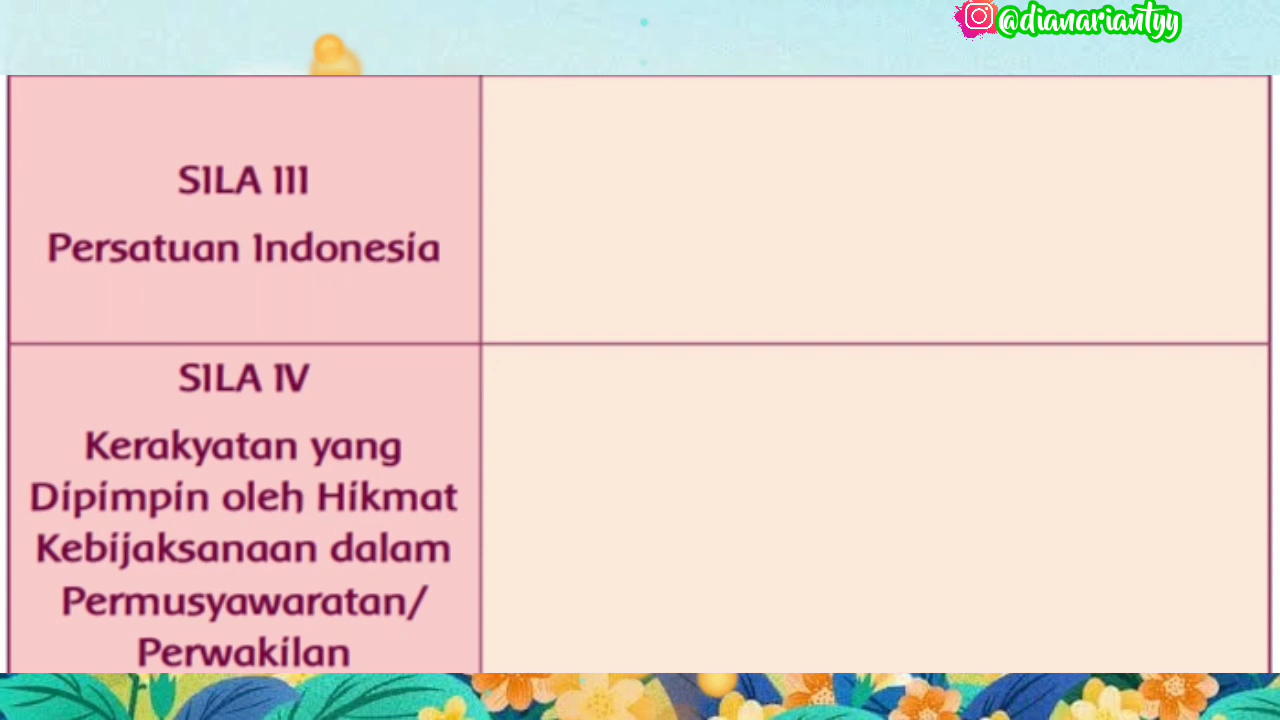 @dianariantyy
SILA III
Persatuan Indonesia
SILA IV
Kerakyatan yang
Dipimpin oleh Hikmat
Kebijaksanaan dalam
Permusyawaratan/
Perwakilan